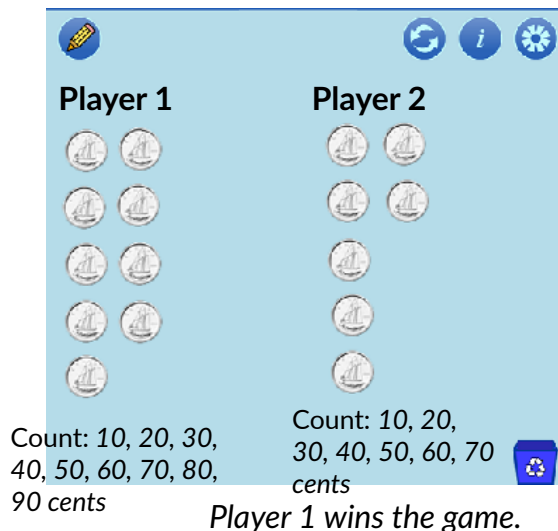 i
Player 1
Player 2
Count: 10, 20, 30,
40, 50, 60, 70, 80,
90 cents
Count: 10, 20,
30, 40, 50, 60, 70
cents
Player 1 wins the game.